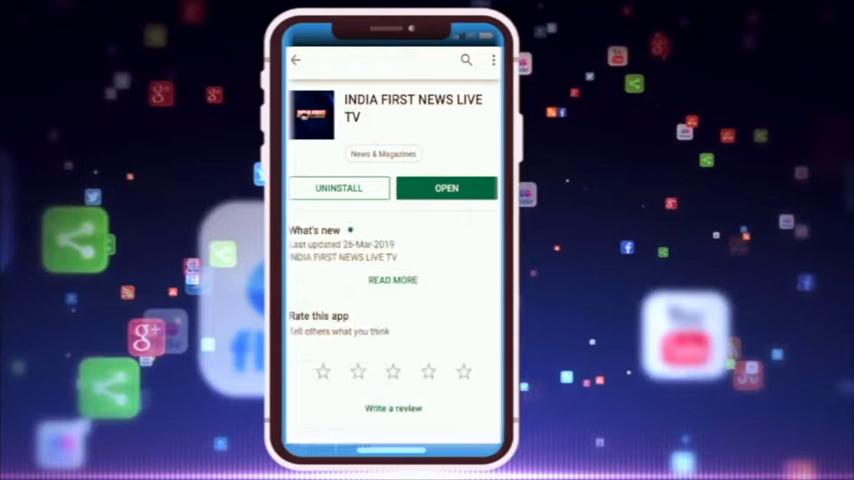 INDIA FIRST NEWS LIVE
TV
News & Magazines
UNINSTALL
OPEN
What's new
Last updated 26-Mar-2019
INDIA FIRST NEWS LIVE TV
READ MORE
Rate this app
Tell others what you think
Write a review